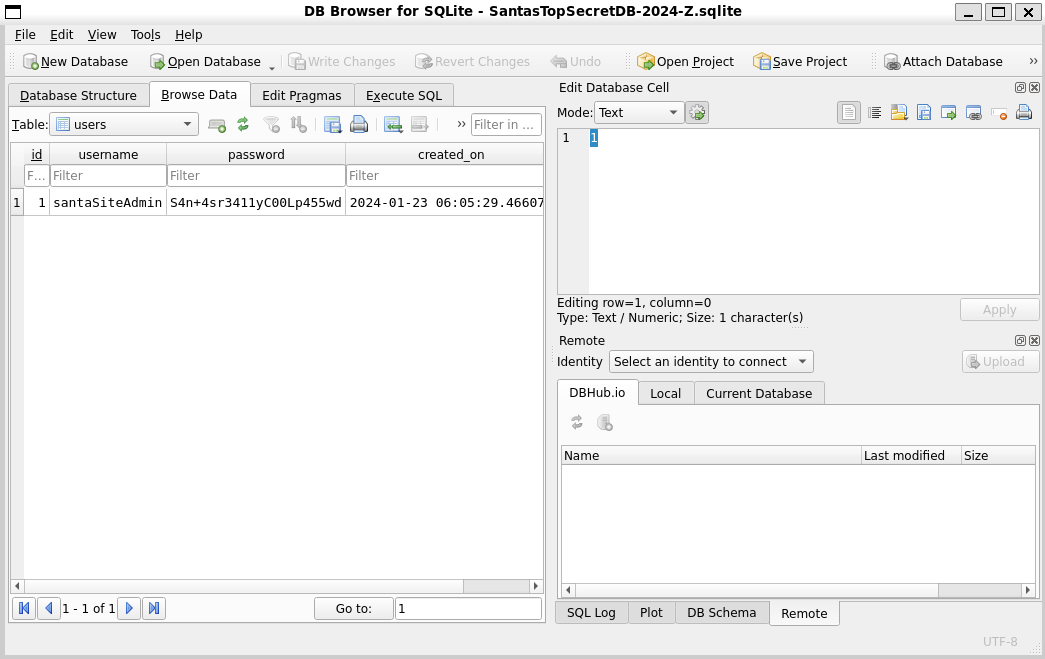 DB Browser for SQLite - SantasTopSecretDB-2024-Z.sqlite
File Edit View Tools Help
New Database Open Database Write Changes Revert Changes Undo Open Project Save Project Attach Database »
Database Structure Browse Data Edit Pragmas Execute SQL
Table: users » Filter in ...
id username password created_on
F... Filter Filter Filter
1 1 santaSiteAdmin S4n+4sr3411yC00Lp455wd 2024-01-23 06:05:29.46607
1 - 1 of 1 Go to: 1
Edit Database Cell
Mode: Text
1 1
Editing row=1, column=0
Type: Text / Numeric; Size: 1 character(s)
Apply
Remote
Identity Select an identity to connect Upload
DBHub.io Local Current Database
Name Last modified Size
SQL Log Plot DB Schema Remote
UTF-8